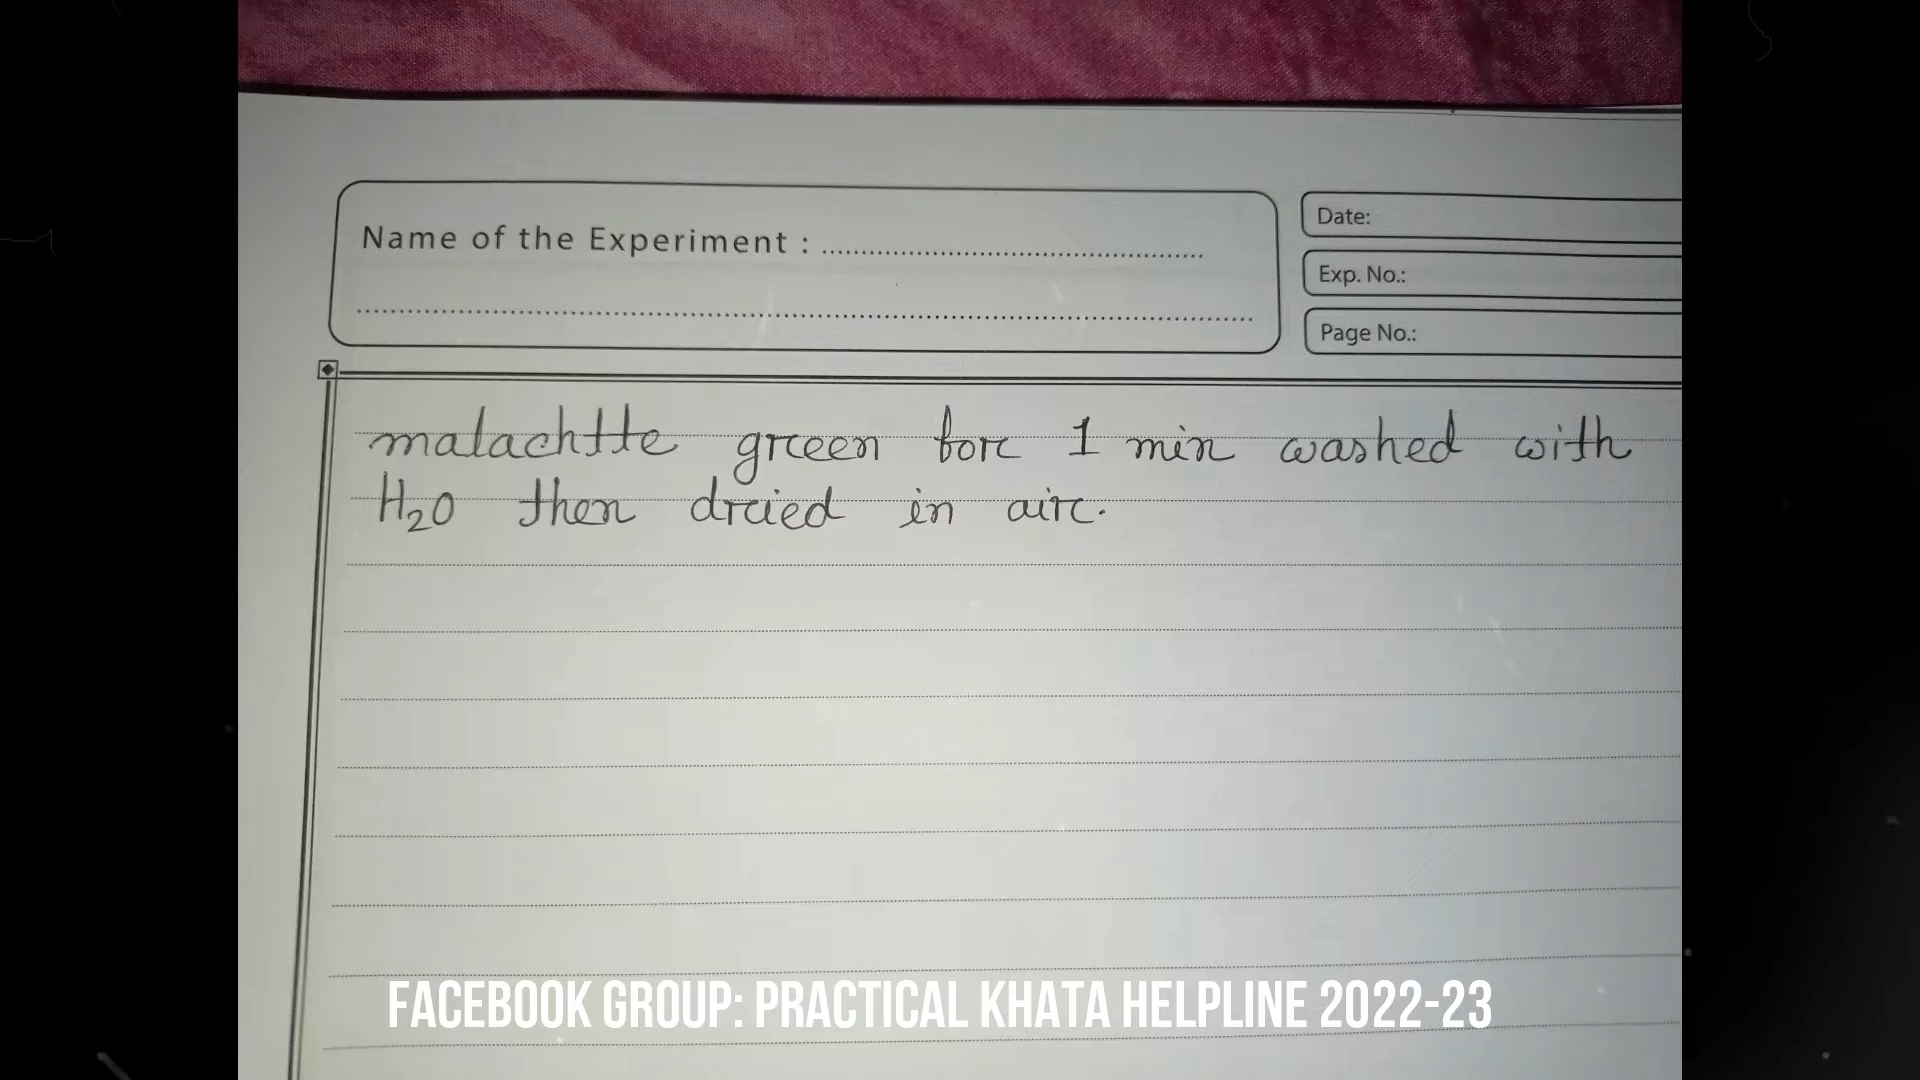 Name of the Experiment :
Date:
Exp. No.:
Page No.:
malachtte green for 1 min washed with
H₂O then dried in air.
FACEBOOK GROUP: PRACTICAL KHATA HELPLINE 2022-23